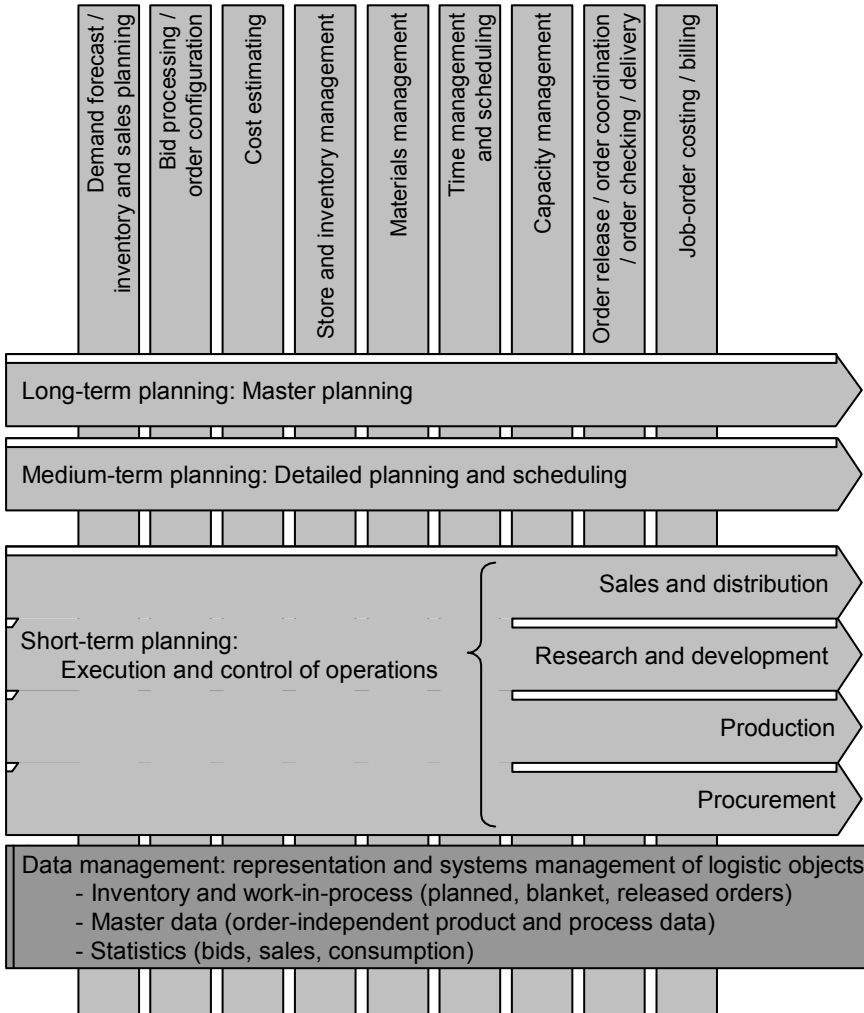 Demand forecast /
inventory and sales planning
Bid processing /
order configuration
Cost estimating
Store and inventory management
Materials management
Time management
and scheduling
Capacity management
Order release / order coordination
/ order checking / delivery
Job-order costing / billing
Long-term planning: Master planning
Medium-term planning: Detailed planning and scheduling
Sales and distribution
Short-term planning:
Execution and control of operations
Research and development
Production
Procurement
Data management: representation and systems management of logistic objects
- Inventory and work-in-process (planned, blanket, released orders)
- Master data (order-independent product and process data)
- Statistics (bids, sales, consumption)